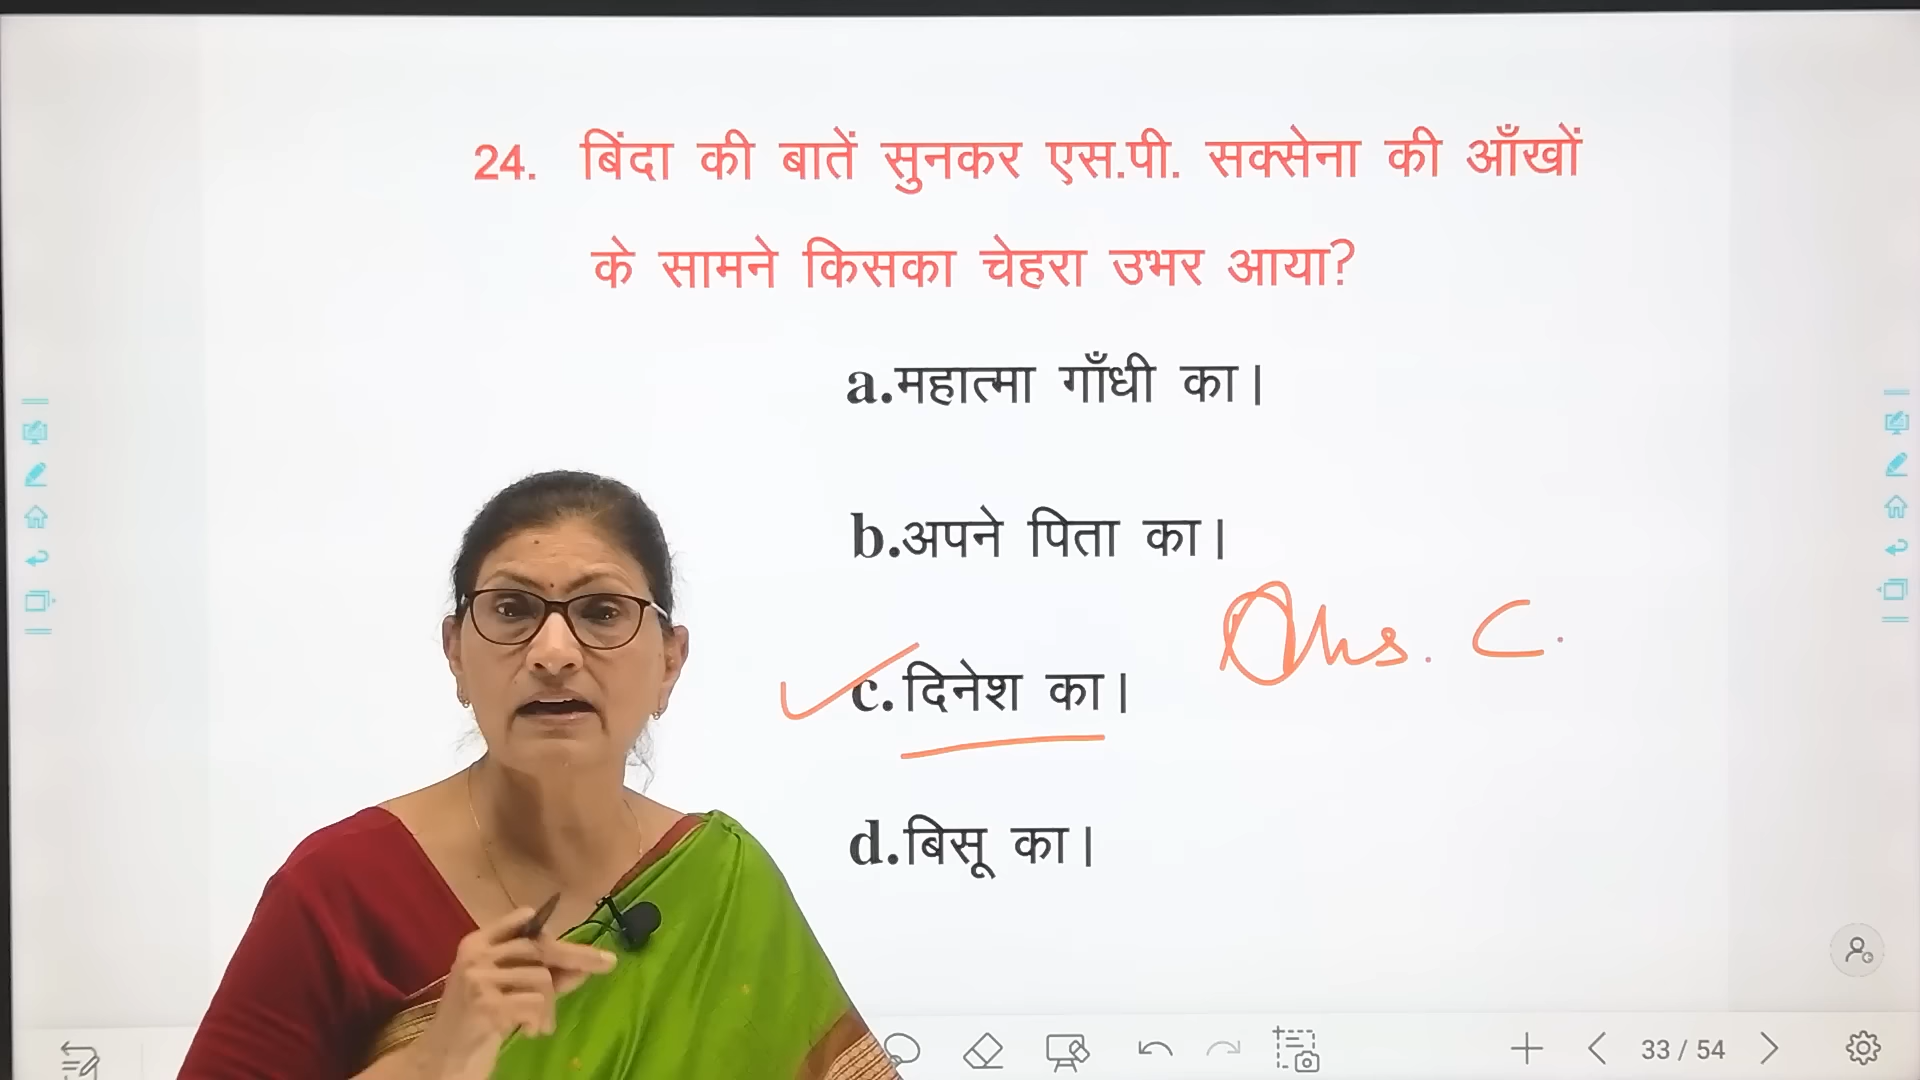 24. बिंदा की बातें सुनकर एस.पी. सक्सेना की आँखों
के सामने किसका चेहरा उभर आया?
a.महात्मा गाँधी का|
b.अपने पिता का|
Ans. C.
c.दिनेश का|
d.बिसू का|
33 / 54